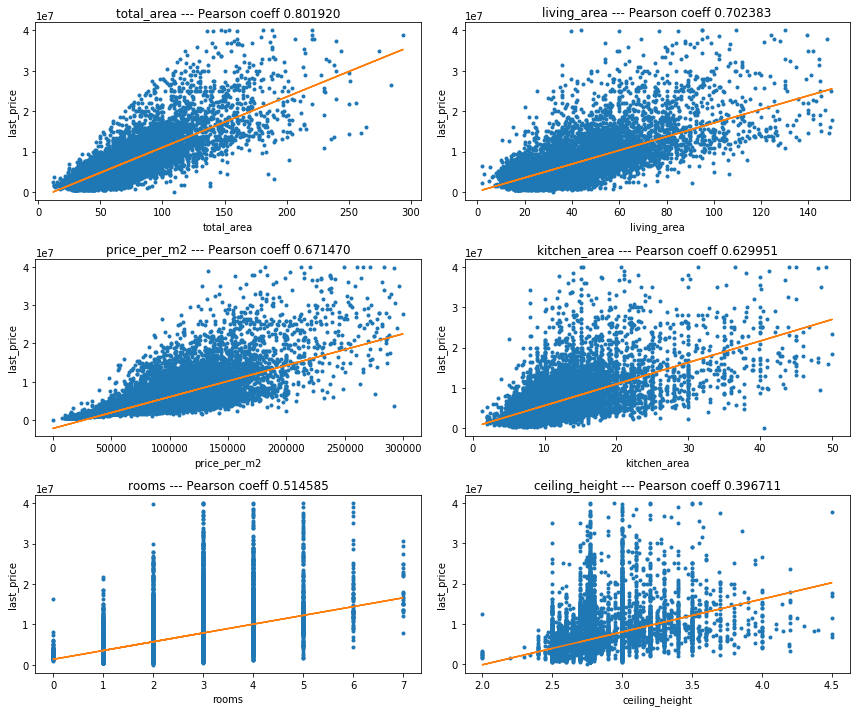 total_area --- Pearson coeff 0.801920
1e7
last_price
4
3
2
1
0
0 50 100 150 200 250 300
total_area
living_area --- Pearson coeff 0.702383
1e7
last_price
4
3
2
1
0
0 20 40 60 80 100 120 140
living_area
price_per_m2 --- Pearson coeff 0.671470
1e7
last_price
4
3
2
1
0
0 50000 100000 150000 200000 250000 300000
price_per_m2
kitchen_area --- Pearson coeff 0.629951
1e7
last_price
4
3
2
1
0
10 20 30 40 50
kitchen_area
rooms --- Pearson coeff 0.514585
1e7
last_price
4
3
2
1
0
0 1 2 3 4 5 6 7
rooms
ceiling_height --- Pearson coeff 0.396711
1e7
last_price
4
3
2
1
0
2.0 2.5 3.0 3.5 4.0 4.5
ceiling_height